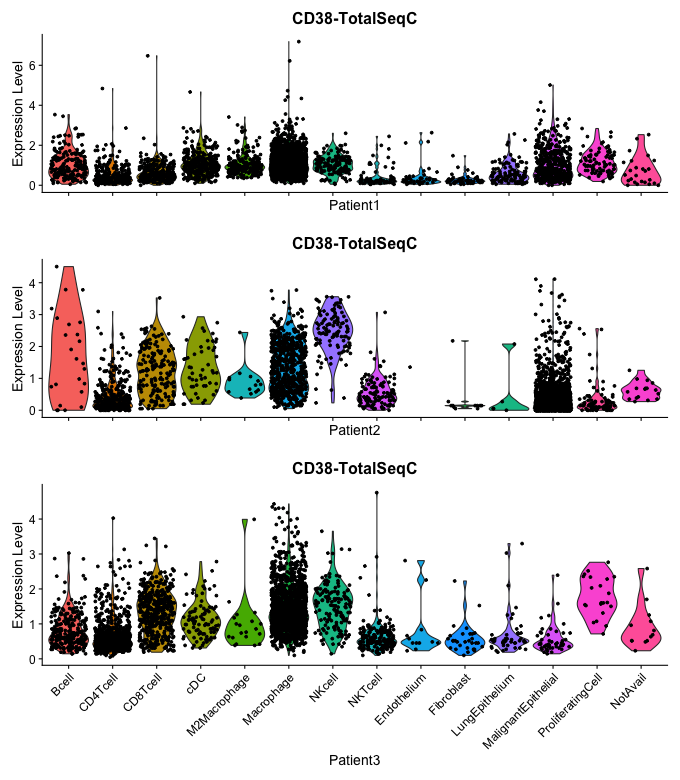 CD38-TotalSeqC
Expression Level
6
4
2
0
Patient1
CD38-TotalSeqC
Expression Level
4
3
2
1
0
Patient2
CD38-TotalSeqC
Expression Level
4
3
2
1
0
Bcell
CD4Tcell
CD8Tcell
cDC
M2Macrophage
Macrophage
NKcell
NKTcell
Endothelium
Fibroblast
LungEpithelium
MalignantEpithelial
ProliferatingCell
NotAvail
Patient3